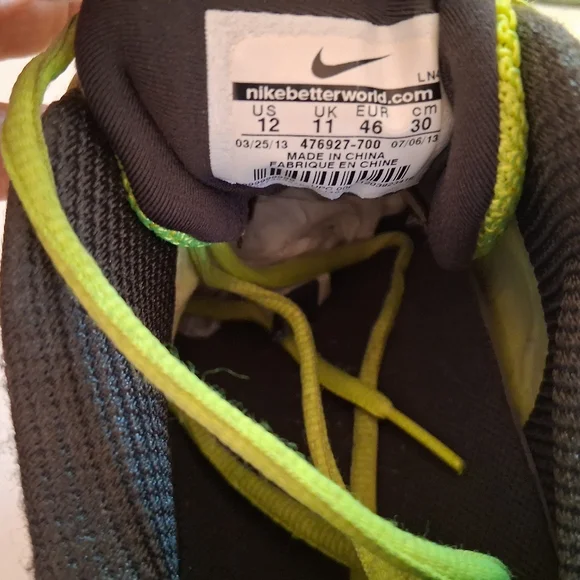 LN4
nikebetterworld.com
US UK EUR cm
12 11 46 30
03/25/13 476927-700 07/06/13
MADE IN CHINA
FABRIQUE EN CHINE